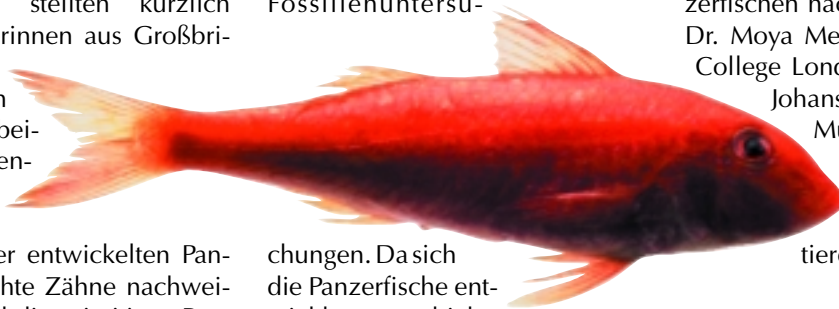 stellten kürzlich
rinnen aus Großbri-
n
bei-
en-
er entwickelten Pan-
hte Zähne nachwei-
Fossilienuntersu-
chungen. Da sich
die Panzerfische ent-
zerfischen nac
Dr. Moya Me
College Lond
Johans
Mu
tiere